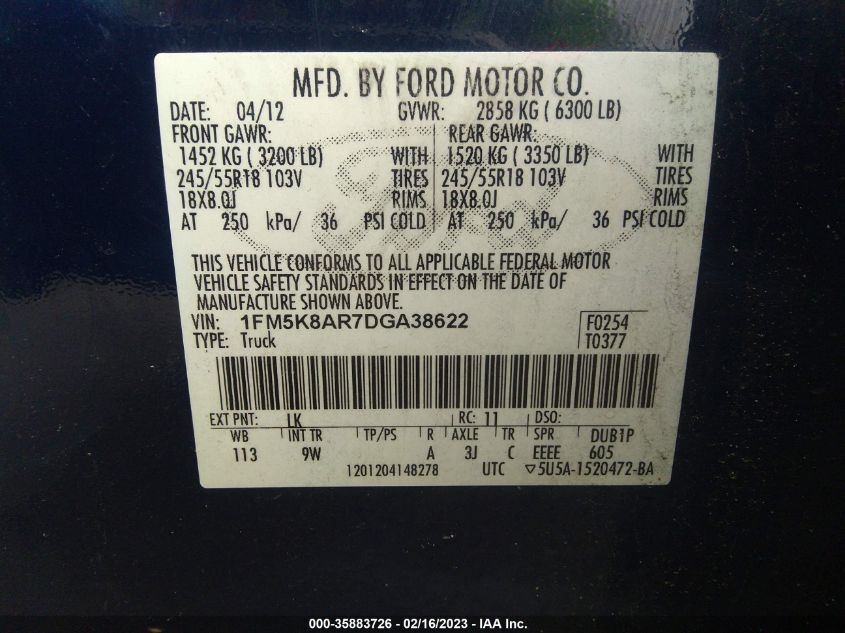 MFD. BY FORD MOTOR CO.
DATE: 04/12 GVWR: 2858 KG ( 6300 LB)
FRONT GAWR: REAR GAWR:
1452 KG ( 3200 LB) WITH 1520 KG ( 3350 LB) WITH
245/55R18 103V TIRES 245/55R18 103V TIRES
18X8.0J RIMS 18X8.0J RIMS
AT 250 kPa/ 36 PSI COLD AT 250 kPa/ 36 PSI COLD
THIS VEHICLE CONFORMS TO ALL APPLICABLE FEDERAL MOTOR
VEHICLE SAFETY STANDARDS IN EFFECT ON THE DATE OF
MANUFACTURE SHOWN ABOVE.
VIN: 1FM5K8AR7DGA38622 F0254
TYPE: Truck T0377
EXT PNT: LK RC: 11 DSO:
WB INT TR TP/PS R AXLE TR SPR DUB1P
113 9W A 3J C EEEE 605
1201204148278 UTC ▽5U5A-1520472-BA
000-35883726 - 02/16/2023 - IAA Inc.